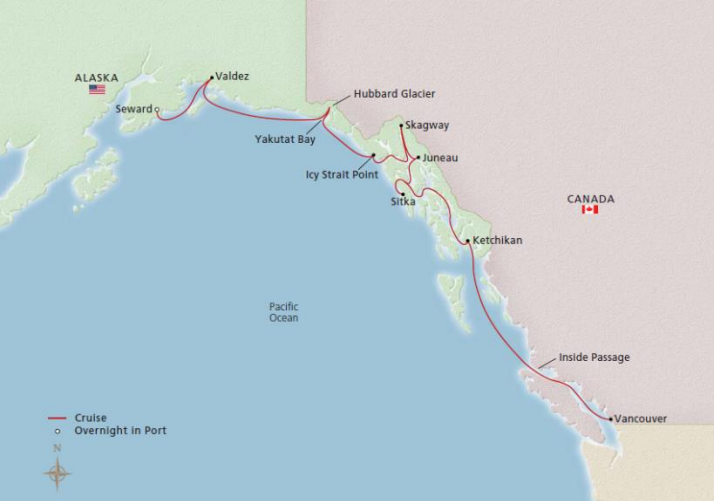 ALASKA
Valdez
Seward
Hubbard Glacier
Yakutat Bay
Skagway
Juneau
Icy Strait Point
Sitka
CANADA
Ketchikan
Pacific
Ocean
Inside Passage
Vancouver
Cruise
Overnight in Port
N